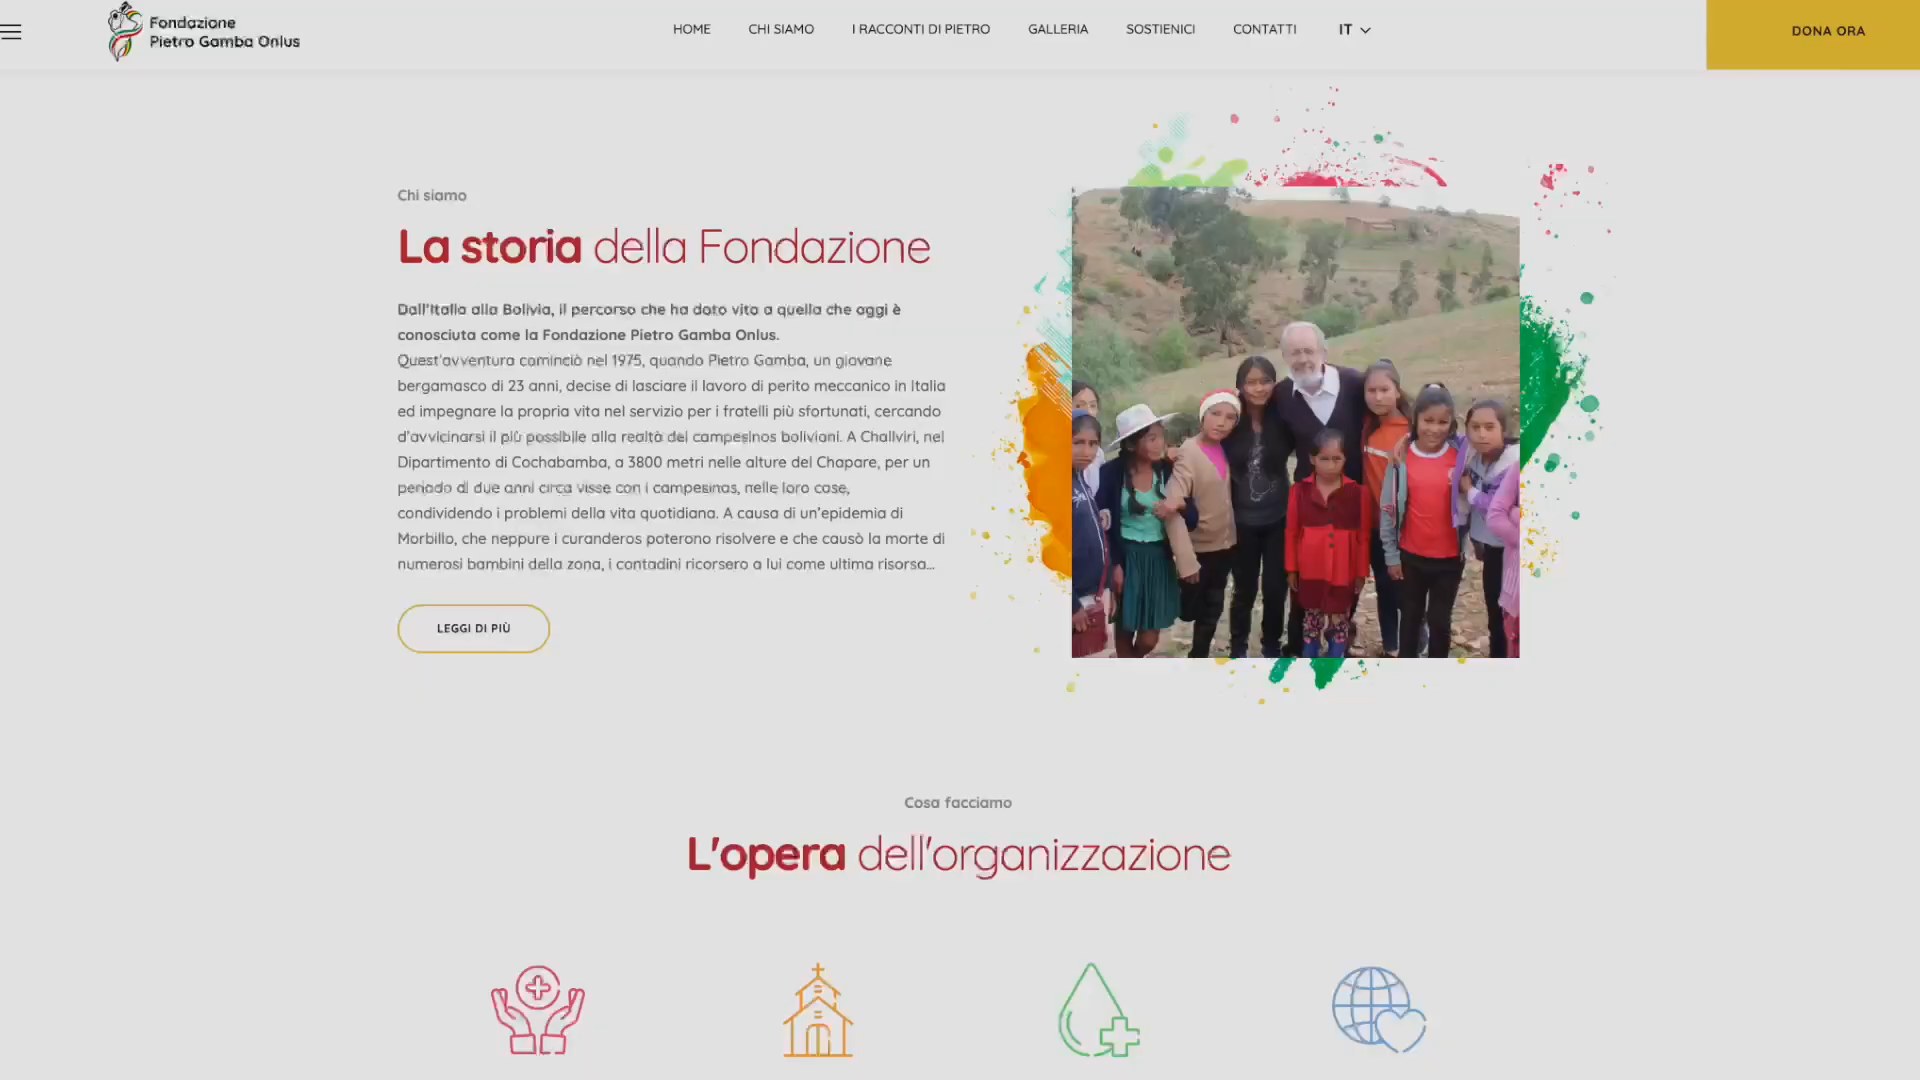 Fondazione
Pietro Gamba Onlus
HOME
CHI SIAMO
I RACCONTI DI PIETRO
GALLERIA
SOSTIENICI
CONTATTI
IT
DONA ORA
Chi siamo
La storia della Fondazione
Dall'Italia alla Bolivia, il percorso che ha dato vita a quella che oggi è
conosciuta come la Fondazione Pietro Gamba Onlus.
Quest'avventura cominciò nel 1975, quando Pietro Gamba, un giovane
bergamasco di 23 anni, decise di lasciare il lavoro di perito meccanico in Italia
ed impegnare la propria vita nel servizio per i fratelli più sfortunati, cercando
d'avvicinarsi il più possibile alla realtà dei campesinos boliviani. A Challviri, nel
Dipartimento di Cochabamba, a 3800 metri nelle alture del Chapare, per un
periodo di due anni circa visse con i campesinos, nelle loro case,
condividendo i problemi della vita quotidiana. A causa di un'epidemia di
Morbillo, che neppure i curanderos poterono risolvere e che causò la morte di
numerosi bambini della zona, i contadini ricorsero a lui come ultima risorsa...
LEGGI DI PIÙ
Cosa facciamo
L'opera dell'organizzazione